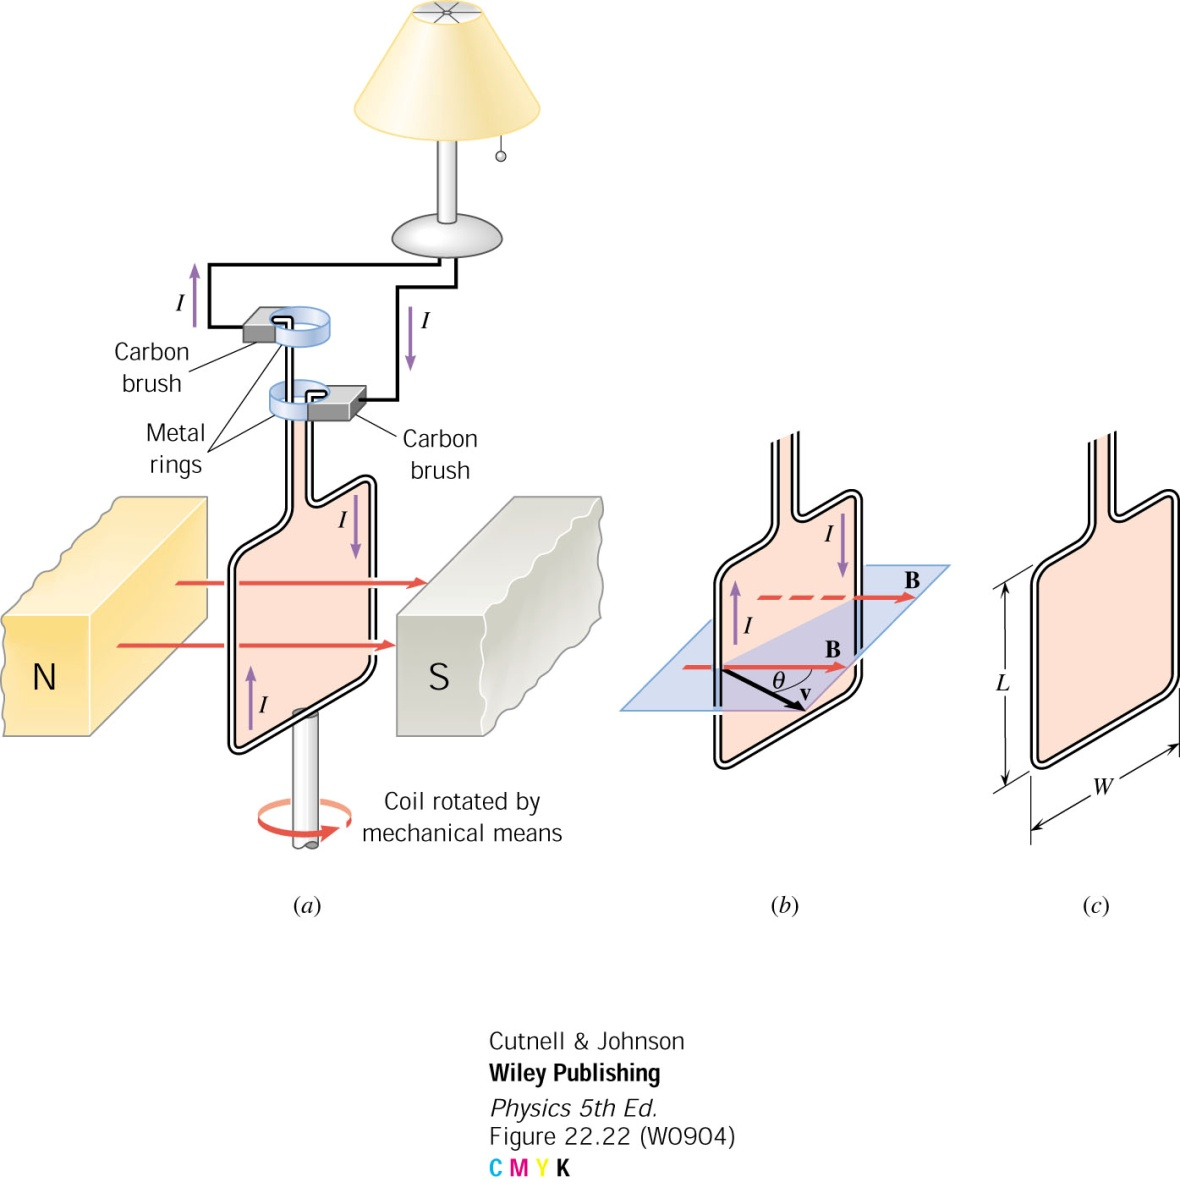 I
I
Carbon
brush
Metal
rings
Carbon
brush
I
N
S
I
Coil rotated by
mechanical means
(a)
I
B
I
B
θ
v
(b)
L
W
(c)
Cutnell & Johnson
Wiley Publishing
Physics 5th Ed.
Figure 22.22 (W0904)
C M Y K